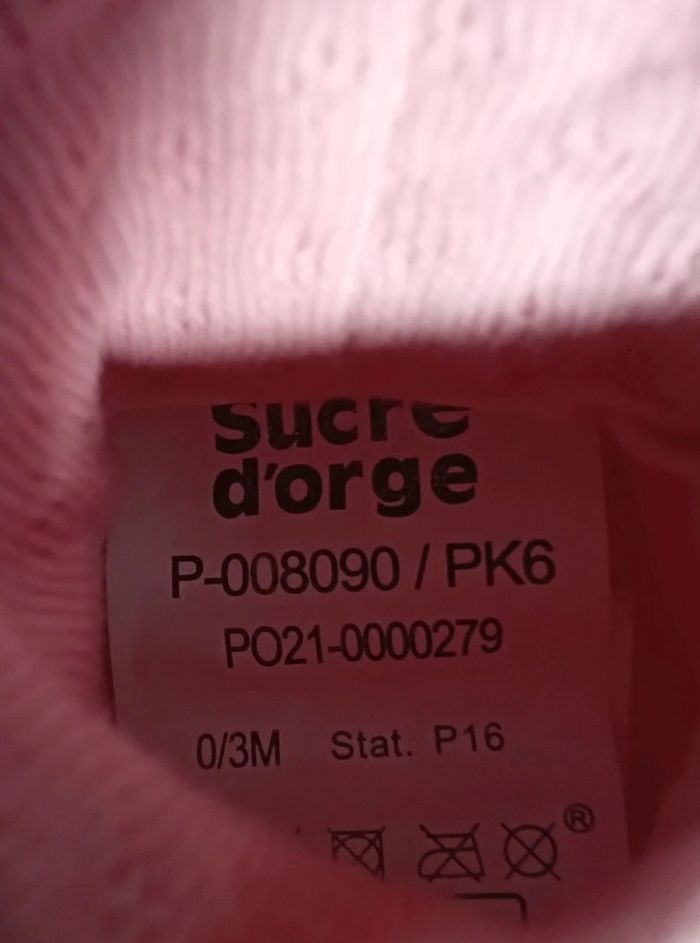 sucre
d'orge
P-008090 / PK6
PO21-0000279
0/3M Stat. P16
®